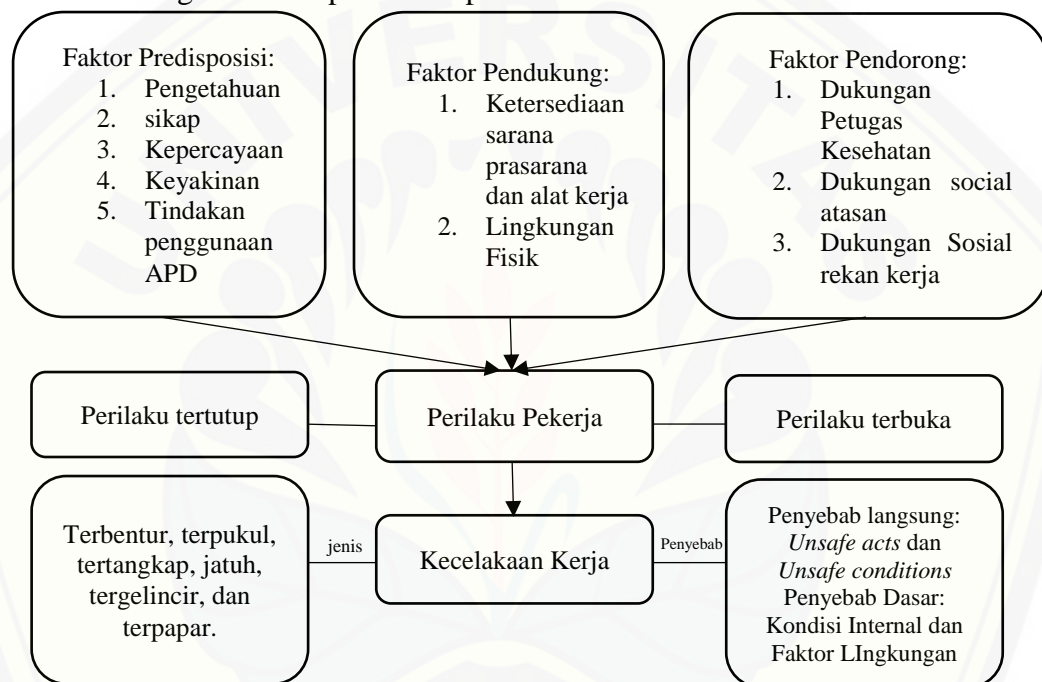 Faktor Predisposisi:
1. Pengetahuan
2. sikap
3. Kepercayaan
4. Keyakinan
5. Tindakan
penggunaan
APD
Faktor Pendukung:
1. Ketersediaan
sarana
prasarana
dan alat kerja
2. Lingkungan
Fisik
Faktor Pendorong:
1. Dukungan
Petugas
Kesehatan
2. Dukungan social
atasan
3. Dukungan Sosial
rekan kerja
Perilaku tertutup
Perilaku Pekerja
Perilaku terbuka
Terbentur, terpukul,
tertangkap, jatuh,
tergelincir, dan
terpapar.
jenis
Kecelakaan Kerja
Penyebab
Penyebab langsung:
Unsafe acts dan
Unsafe conditions
Penyebab Dasar:
Kondisi Internal dan
Faktor LIngkungan